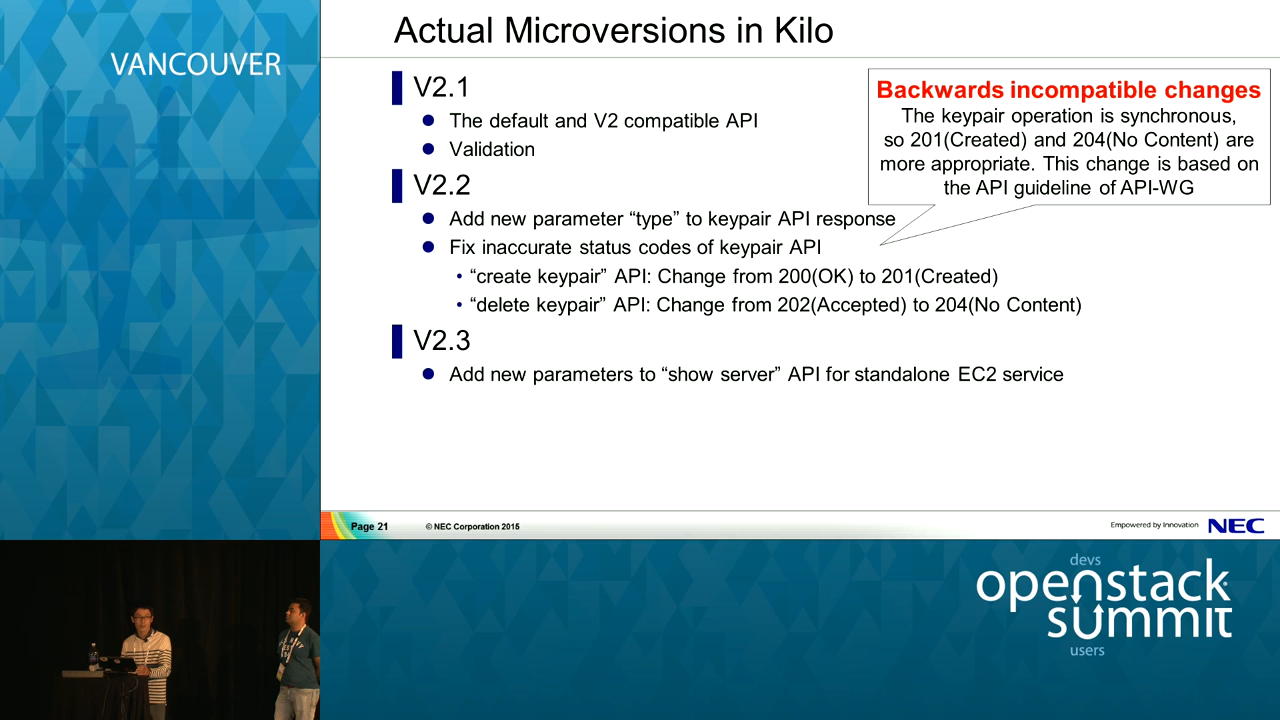 VANCOUVER
Actual Microversions in Kilo
V2.1
● The default and V2 compatible API
● Validation
V2.2
● Add new parameter “type” to keypair API response
● Fix inaccurate status codes of keypair API
• “create keypair” API: Change from 200(OK) to 201(Created)
• “delete keypair” API: Change from 202(Accepted) to 204(No Content)
V2.3
● Add new parameters to “show server” API for standalone EC2 service
Backwards incompatible changes
The keypair operation is synchronous,
so 201(Created) and 204(No Content) are
more appropriate. This change is based on
the API guideline of API-WG
Page 21
© NEC Corporation 2015
Empowered by Innovation NEC
devs
openstack
summit
users